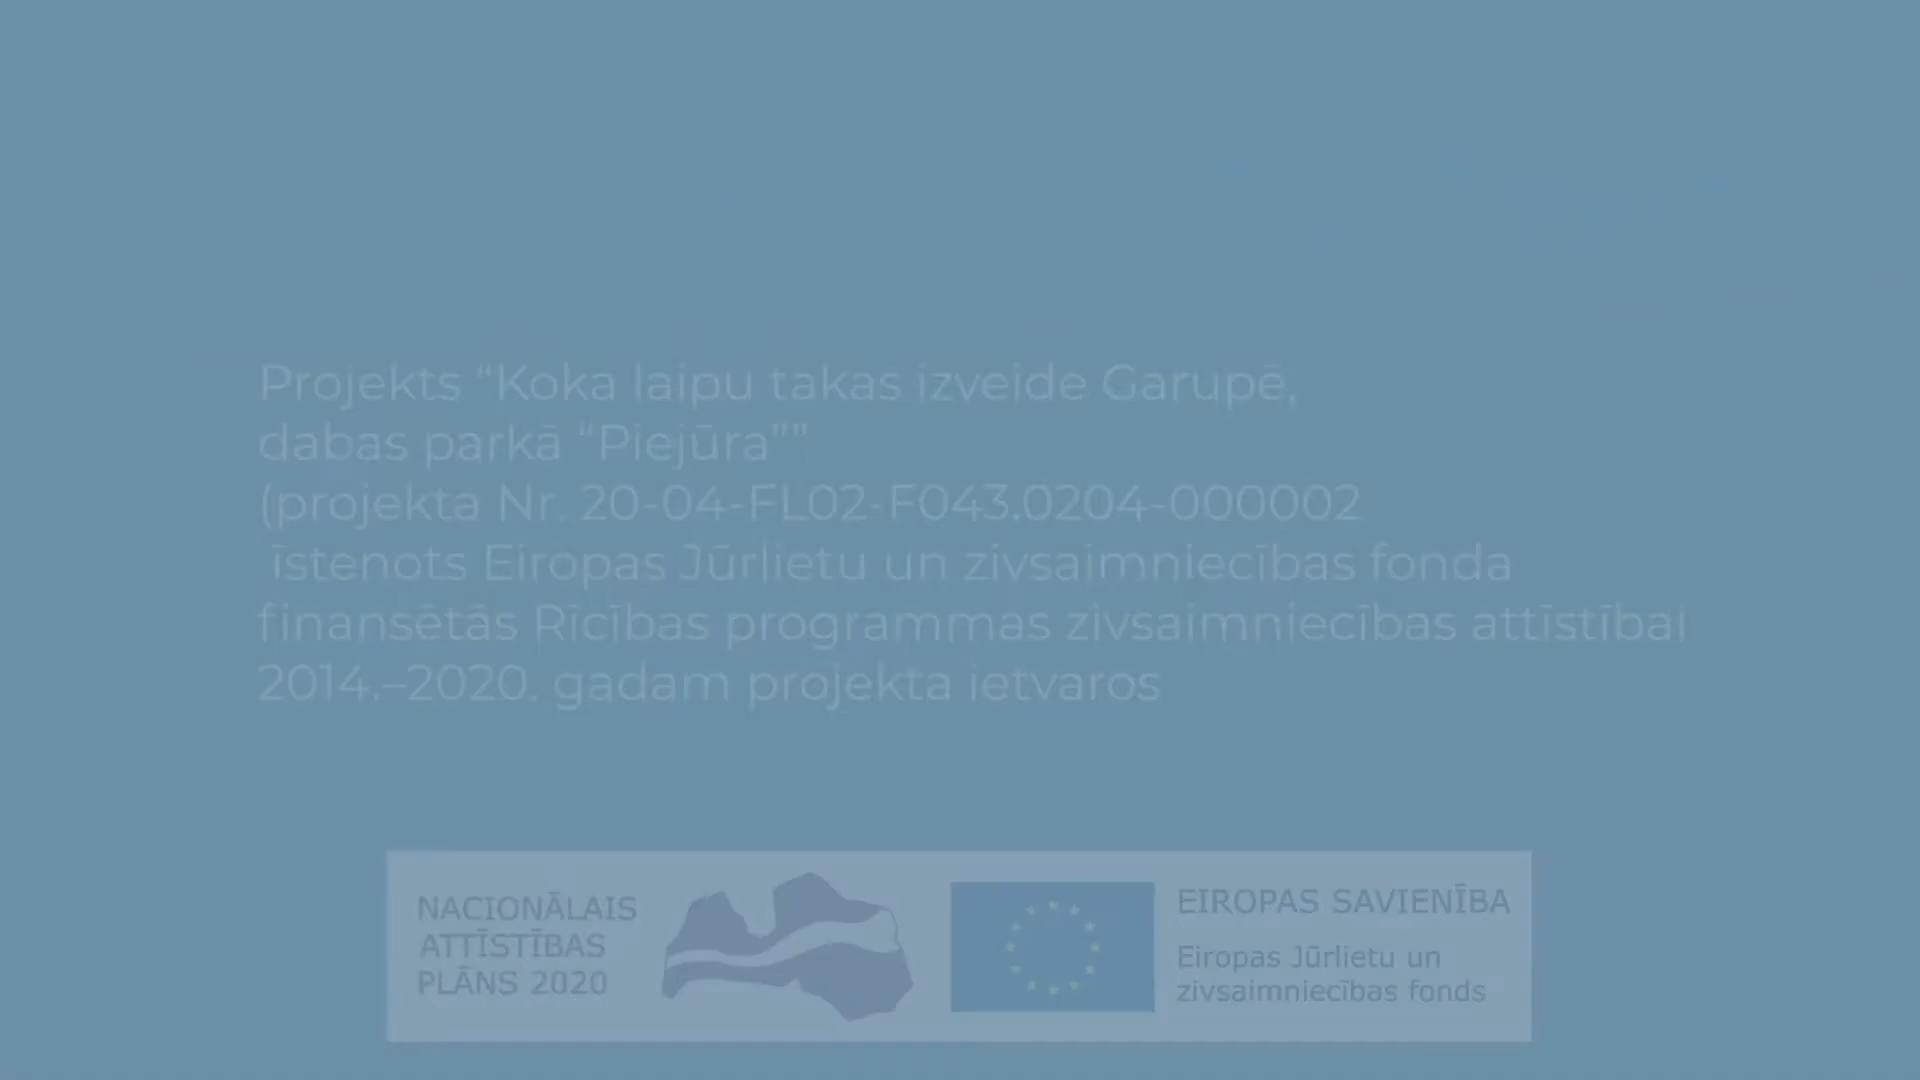 Projekts “Koka laipu takas izveide Garupē,
dabas parkā “Piejūra””
(projekta Nr. 20-04-FL02-F043.0204-000002
īstenots Eiropas Jūrlietu un zivsaimniecības fonda
finansētās Rīcības programmas zivsaimniecības attīstībai
2014.–2020. gadam projekta ietvaros
NACIONĀLAIS
ATTĪSTĪBAS
PLĀNS 2020
EIROPAS SAVIENĪBA
Eiropas Jūrlietu un
zivsaimniecības fonds